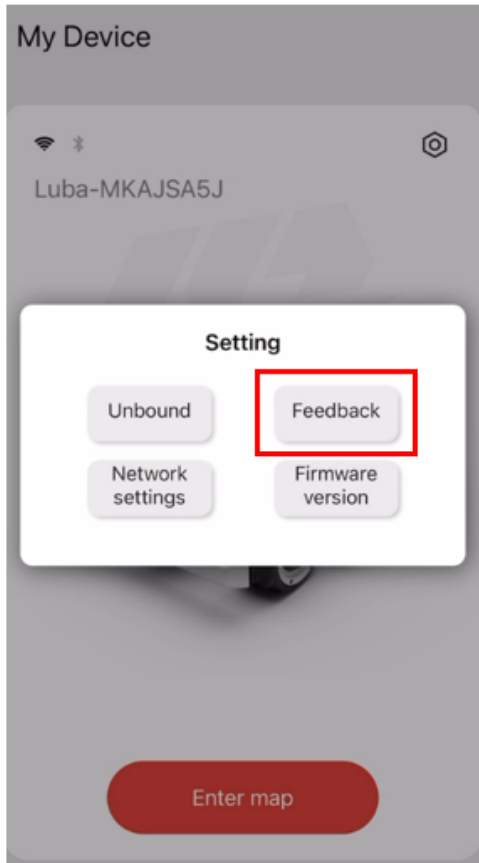 My Device
Luba-MKAJSA5J
Setting
Unbound
Feedback
Network
settings
Firmware
version
Enter map